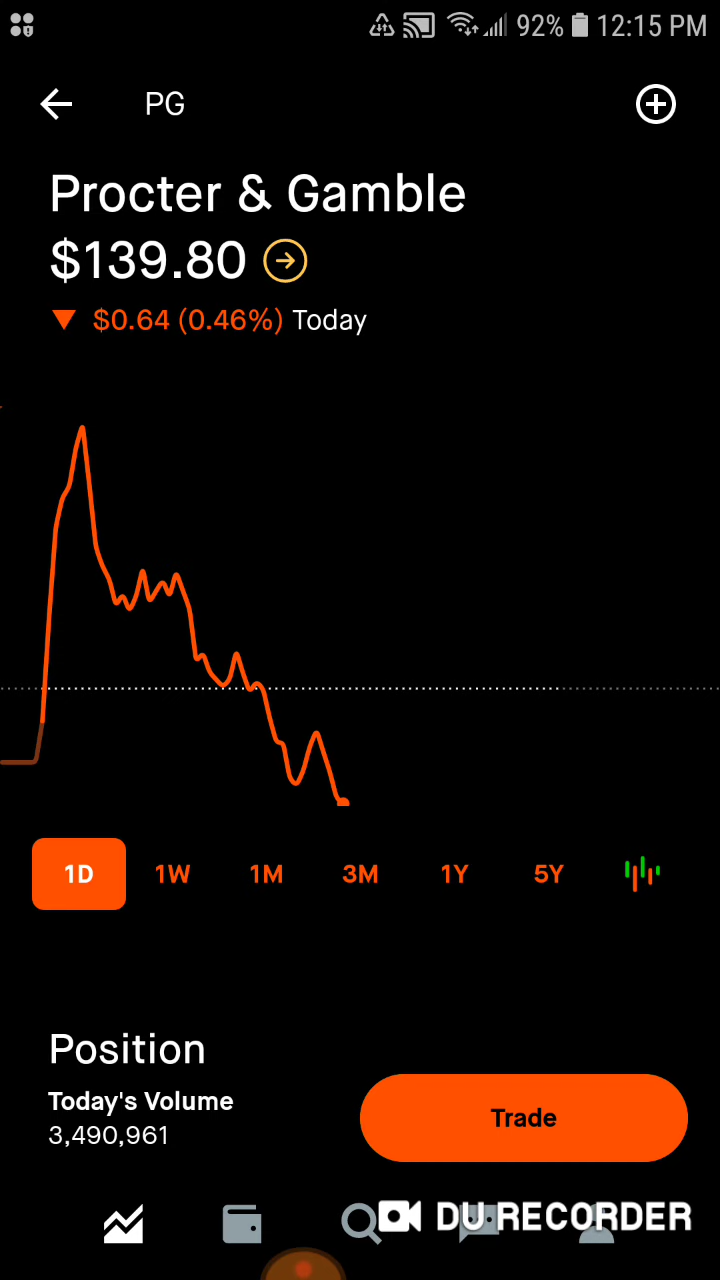 92% 12:15 PM
PG
Procter & Gamble
$139.80
$0.64 (0.46%) Today
1D 1W 1M 3M 1Y 5Y
Position
Today's Volume
3,490,961
Trade
DU RECORDER